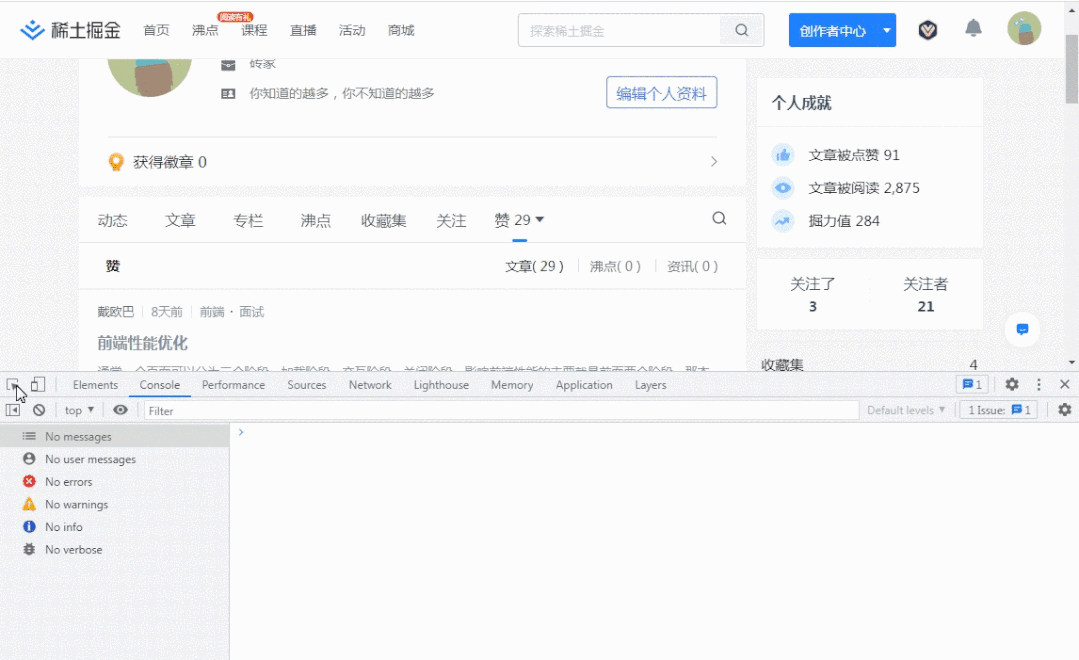 稀土掘金 首页 沸点 课程 直播 活动 商城 探索稀土掘金 创作者中心
阅读有礼
砖家
你知道的越多，你不知道的越多
编辑个人资料
获得徽章 0
动态 文章 专栏 沸点 收藏集 关注 赞 29
赞 文章( 29 ) 沸点( 0 ) 资讯( 0 )
戴欧巴 8天前 前端 · 面试
前端性能优化
个人成就
文章被点赞 91
文章被阅读 2,875
掘力值 284
关注了 关注者
3 21
收藏集 4
Elements Console Performance Sources Network Lighthouse Memory Application Layers 1
top Filter Default levels 1 Issue: 1
No messages
No user messages
No errors
No warnings
No info
No verbose